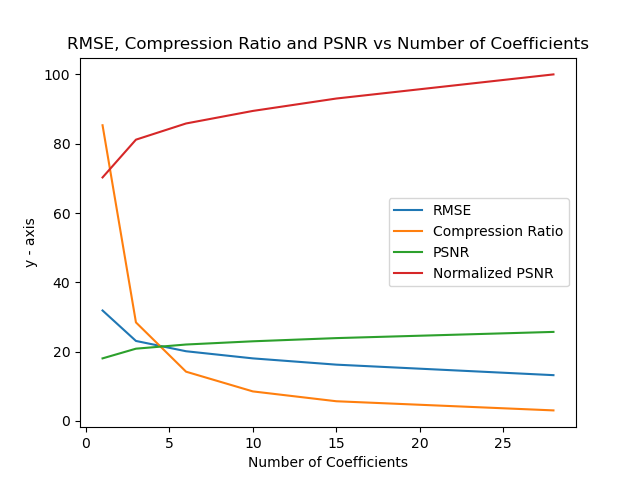 RMSE, Compression Ratio and PSNR vs Number of Coefficients
100
80
60
40
20
0
y - axis
RMSE
Compression Ratio
PSNR
Normalized PSNR
0 5 10 15 20 25
Number of Coefficients